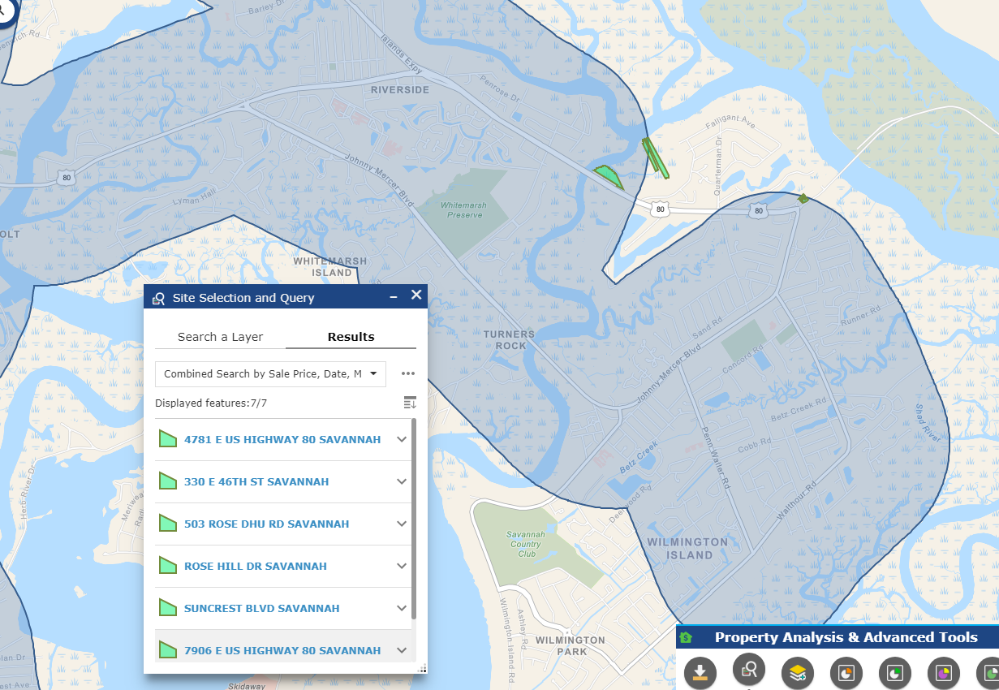 Barley Dr
Islands Expy
RIVERSIDE
Penrose Dr
Falligant Ave
Quarterman Dr
80
Johnny Mercer Blvd
Lyman Hall
Whitemarsh
Preserve
80
80
OLT
WHITEMARSH
ISLAND
Site Selection and Query
Search a Layer
Results
Combined Search by Sale Price, Date, M
Displayed features:7/7
4781 E US HIGHWAY 80 SAVANNAH
330 E 46TH ST SAVANNAH
503 ROSE DHU RD SAVANNAH
ROSE HILL DR SAVANNAH
SUNCREST BLVD SAVANNAH
7906 E US HIGHWAY 80 SAVANNAH
TURNERS
ROCK
Sand Rd
Runner Rd
Johnny Mercer Blvd
Concord Rd
Betz Creek Rd
Shad River
Cobb Rd
Penn Waller Rd
Betz Creek
Deerwood Rd
Walthour Rd
Herb River Dr
Savannah
Country
Club
WILMINGTON
ISLAND
Wilmington Island Rd
Ashley Rd
WILMINGTON
PARK
Property Analysis & Advanced Tools
lan Dr
est Ave
Skidaway